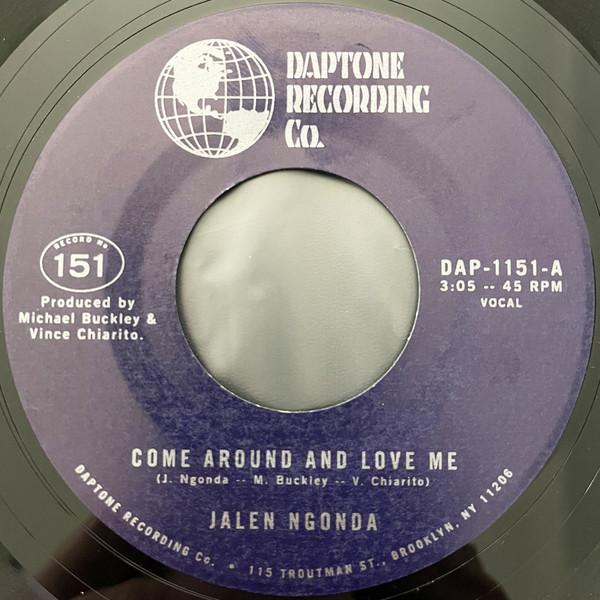 DAPTONE
RECORDING
Co.
RECORD No
151
Produced by
Michael Buckley &
Vince Chiarito.
DAP-1151-A
3:05 -- 45 RPM
VOCAL
COME AROUND AND LOVE ME
(J. Ngonda -- M. Buckley -- V. Chiarito)
JALEN NGONDA
DAPTONE RECORDING Co. • 115 TROUTMAN ST., BROOKLYN, NY 11206